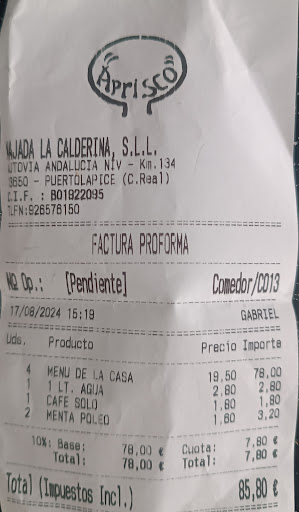 APRISCO
MAJADA LA CALDERINA, S.L.L.
AUTOVIA ANDALUCIA NIV - Km.134
13650 - PUERTOLAPICE (C.Real)
C.I.F. : B01822095
TLFN:926576150
FACTURA PROFORMA
Nº Op.: [Pendiente] Comedor/C013
17/08/2024 15:19 GABRIEL
Uds. Producto Precio Importe
4 MENU DE LA CASA 19,50 78,00
1 1 LT. AGUA 2,80 2,80
1 CAFE SOLO 1,80 1,80
2 MENTA POLEO 1,60 3,20
10%: Base: 78,00 € Cuota: 7,80 €
Total: 78,00 € Total: 7,80 €
Total (Impuestos Incl.) 85,80 €